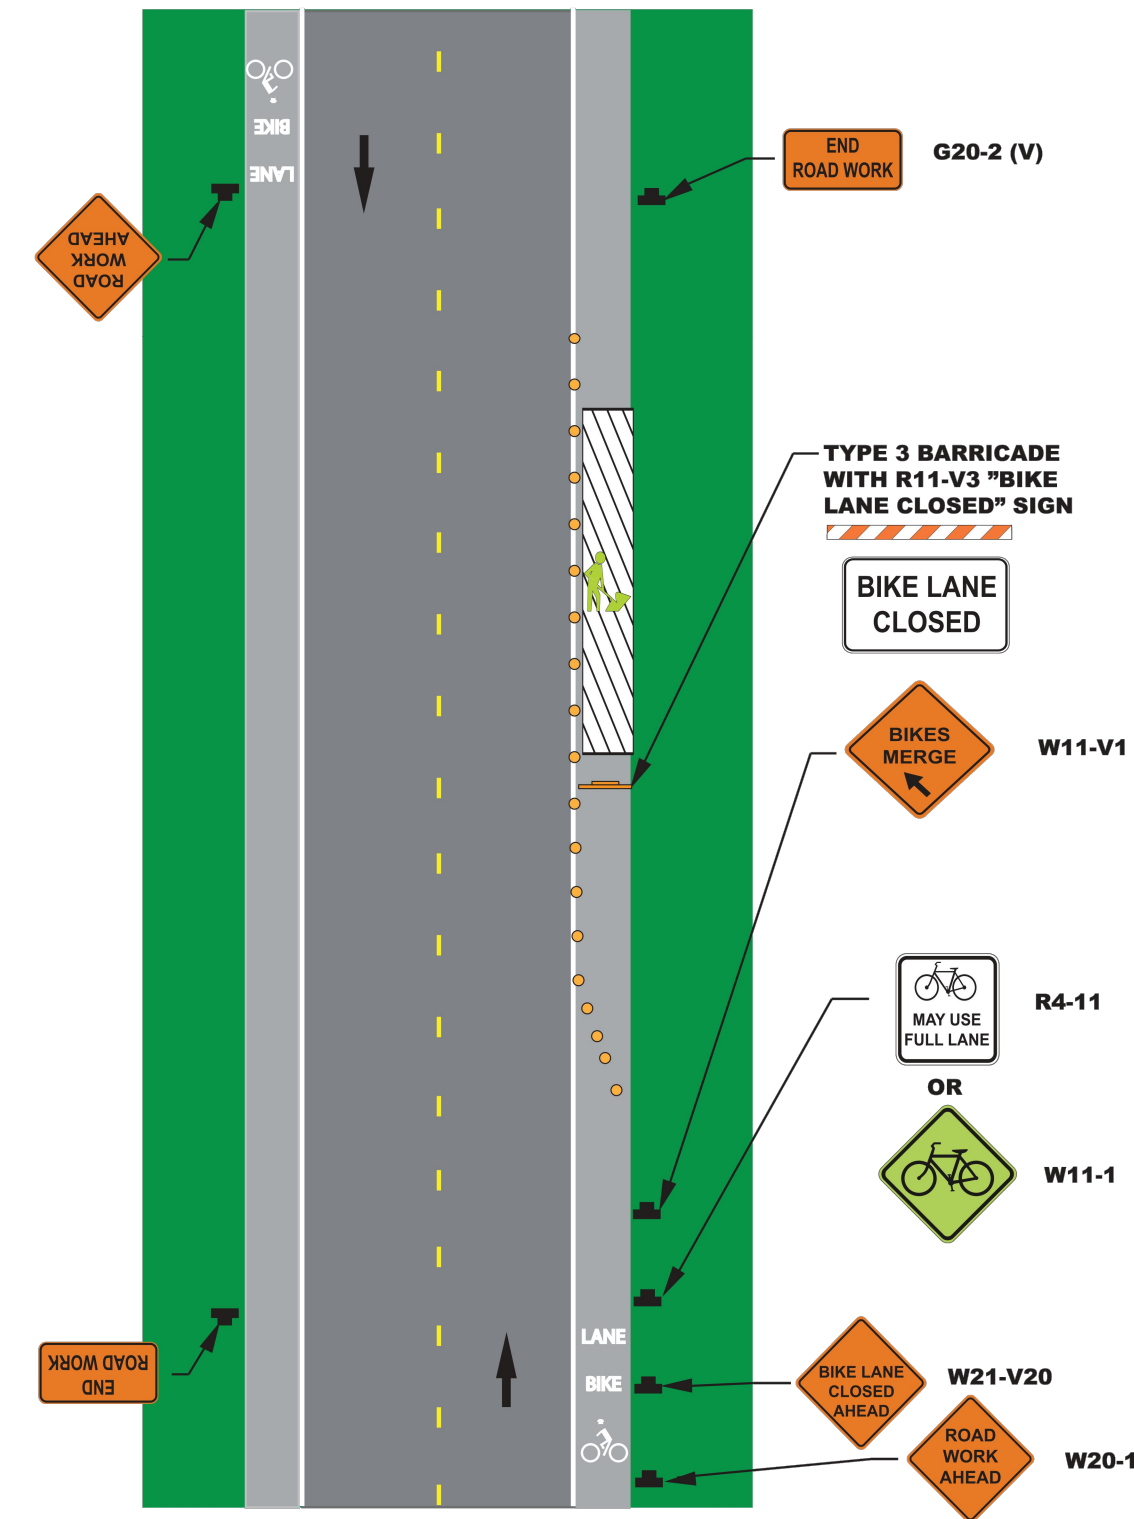 BIKE
LANE
END
ROAD WORK
G20-2 (V)
ROAD
WORK
AHEAD
TYPE 3 BARRICADE
WITH R11-V3 ”BIKE
LANE CLOSED” SIGN
BIKE LANE
CLOSED
BIKES
MERGE
W11-V1
MAY USE
FULL LANE
R4-11
OR
W11-1
LANE
BIKE
END
ROAD WORK
BIKE LANE
CLOSED
AHEAD
W21-V20
ROAD
WORK
AHEAD
W20-1